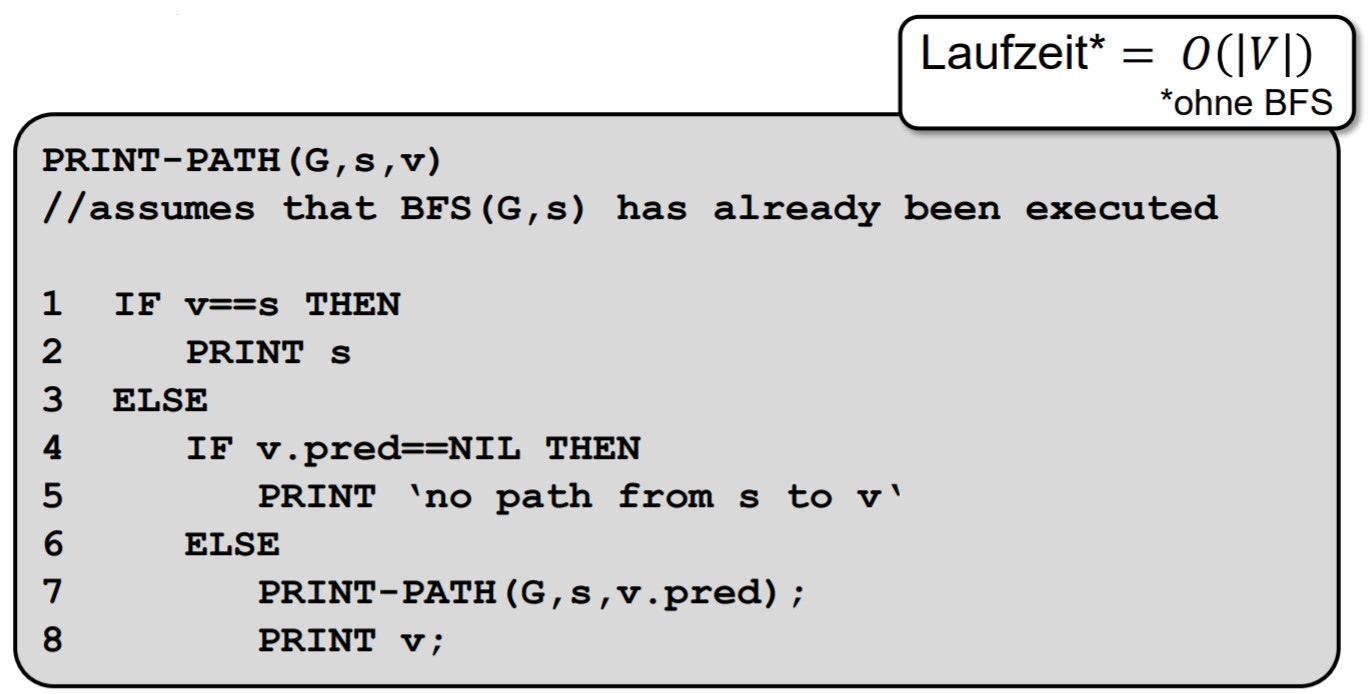 Laufzeit* = O(|V|)
*ohne BFS
PRINT-PATH(G,s,v)
//assumes that BFS(G,s) has already been executed
1 IF v==s THEN
2 PRINT s
3 ELSE
4 IF v.pred==NIL THEN
5 PRINT ‵no path from s to v‵
6 ELSE
7 PRINT-PATH(G,s,v.pred);
8 PRINT v;